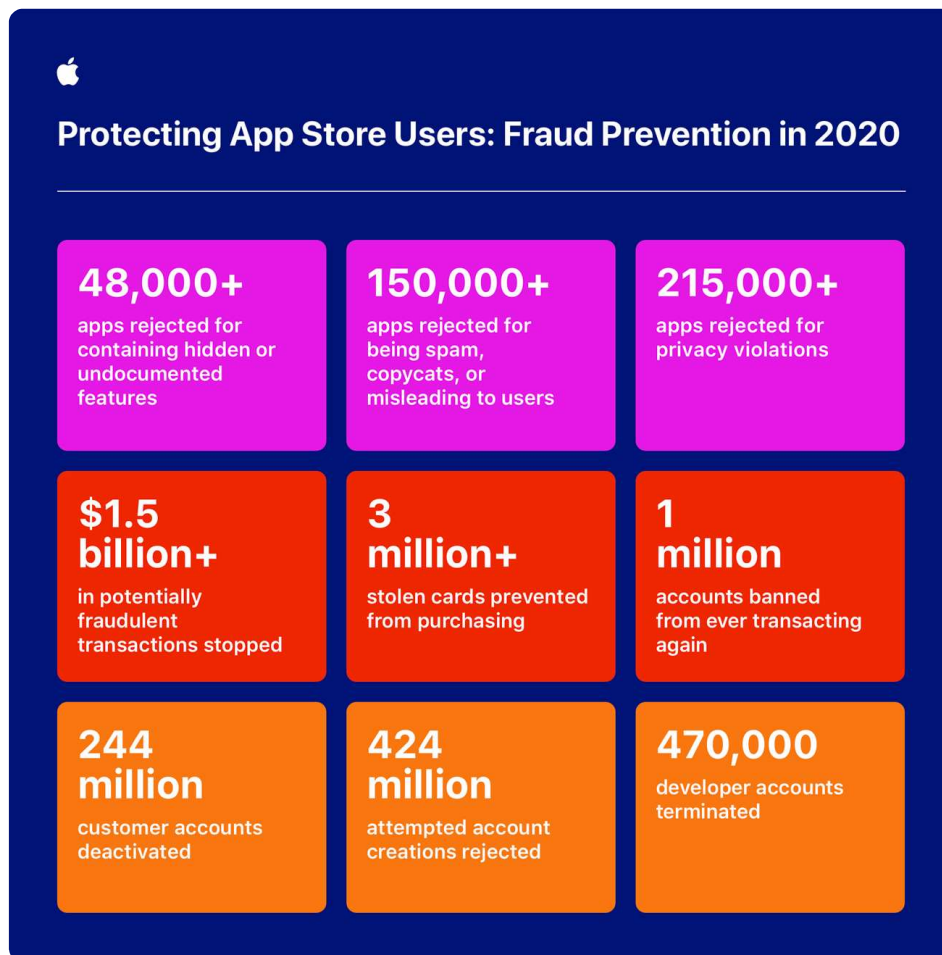 Protecting App Store Users: Fraud Prevention in 2020
48,000+
apps rejected for
containing hidden or
undocumented
features
150,000+
apps rejected for
being spam,
copycats, or
misleading to users
215,000+
apps rejected for
privacy violations
$1.5
billion+
in potentially
fraudulent
transactions stopped
3
million+
stolen cards prevented
from purchasing
1
million
accounts banned
from ever transacting
again
244
million
customer accounts
deactivated
424
million
attempted account
creations rejected
470,000
developer accounts
terminated